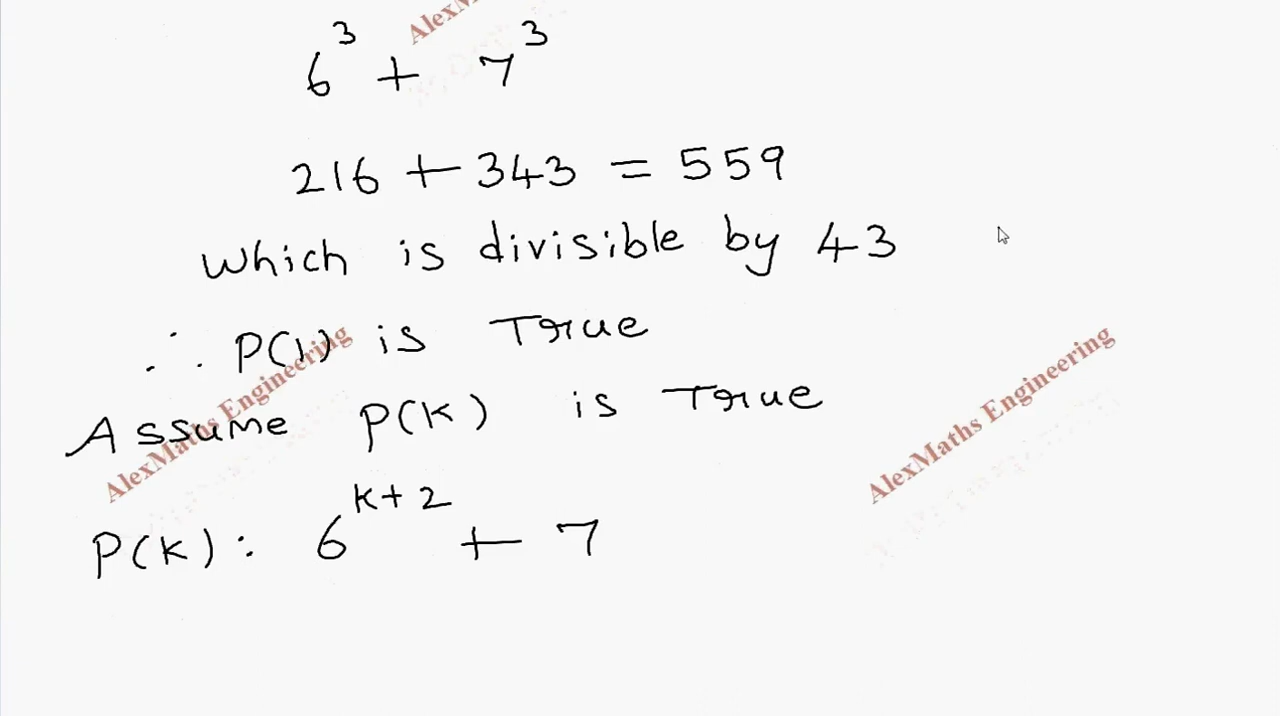 AlexM
6³ + 7³
216 + 343 = 559
which is divisible by 43
∴ P(1) is True
Assume P(K) is True
AlexMaths Engineering
AlexMaths Engineering
P(K): 6^{K+2} + 7